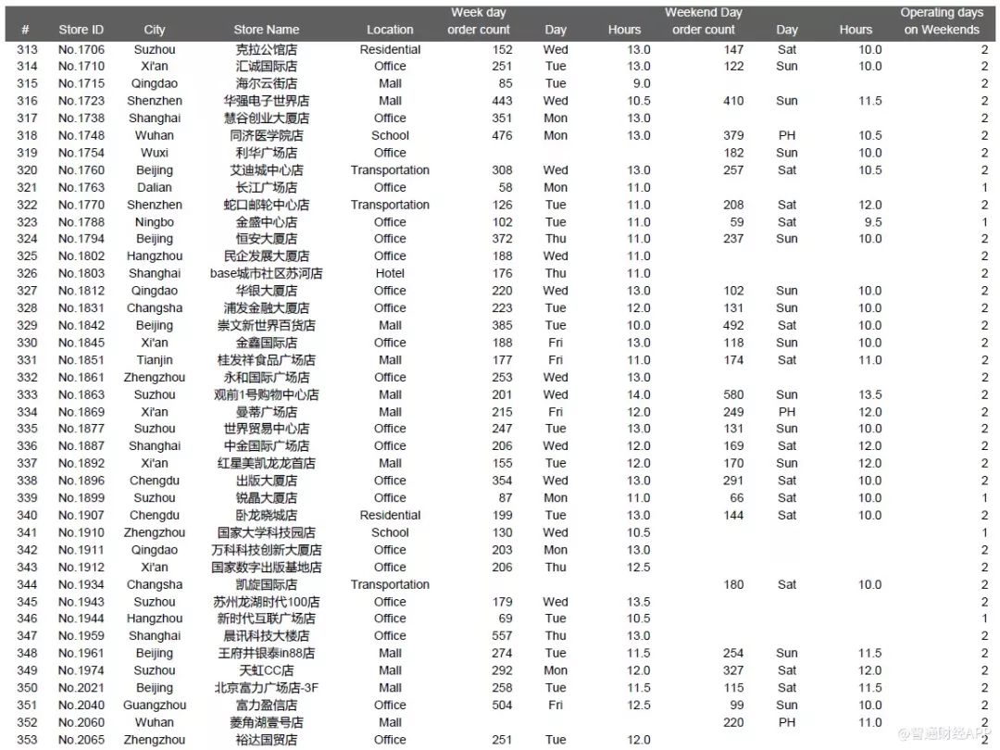 Week day Weekend Day Operating days
# Store ID City Store Name Location order count Day Hours order count Day Hours on Weekends
313 No.1706 Suzhou 克拉公馆店 Residential 152 Wed 13.0 147 Sat 10.0 2
314 No.1710 Xi'an 汇诚国际店 Office 251 Tue 13.0 122 Sun 10.0 2
315 No.1715 Qingdao 海尔云街店 Mall 85 Tue 9.0 2
316 No.1723 Shenzhen 华强电子世界店 Mall 443 Wed 10.5 410 Sun 11.5 2
317 No.1738 Shanghai 慧谷创业大厦店 Office 351 Mon 13.0 2
318 No.1748 Wuhan 同济医学院店 School 476 Mon 13.0 379 PH 10.5 2
319 No.1754 Wuxi 利华广场店 Office 182 Sun 10.0 2
320 No.1760 Beijing 艾迪城中心店 Transportation 308 Wed 13.0 257 Sat 10.5 2
321 No.1763 Dalian 长江广场店 Office 58 Mon 11.0 1
322 No.1770 Shenzhen 蛇口邮轮中心店 Transportation 126 Tue 11.0 208 Sat 12.0 2
323 No.1788 Ningbo 金盛中心店 Office 102 Tue 11.0 59 Sat 9.5 1
324 No.1794 Beijing 恒安大厦店 Office 372 Thu 11.0 237 Sun 10.0 2
325 No.1802 Hangzhou 民企发展大厦店 Office 188 Wed 11.0 2
326 No.1803 Shanghai base城市社区苏河店 Hotel 176 Thu 11.0 2
327 No.1812 Qingdao 华银大厦店 Office 220 Wed 13.0 102 Sun 10.0 2
328 No.1831 Changsha 浦发金融大厦店 Office 223 Tue 12.0 131 Sun 10.0 2
329 No.1842 Beijing 崇文新世界百货店 Mall 385 Tue 10.0 492 Sat 10.0 2
330 No.1845 Xi'an 金鑫国际店 Office 188 Fri 13.0 118 Sun 10.0 2
331 No.1851 Tianjin 桂发祥食品广场店 Mall 177 Fri 11.0 174 Sat 11.0 2
332 No.1861 Zhengzhou 永和国际广场店 Office 253 Wed 13.0 2
333 No.1863 Suzhou 观前1号购物中心店 Mall 201 Wed 14.0 580 Sun 13.5 2
334 No.1869 Xi'an 曼蒂广场店 Mall 215 Fri 12.0 249 PH 12.0 2
335 No.1877 Suzhou 世界贸易中心店 Office 247 Tue 13.0 131 Sun 10.0 2
336 No.1887 Shanghai 中金国际广场店 Office 206 Wed 12.0 169 Sat 12.0 2
337 No.1892 Xi'an 红星美凯龙龙首店 Mall 155 Tue 12.0 170 Sun 12.0 2
338 No.1896 Chengdu 出版大厦店 Office 354 Wed 13.0 291 Sat 10.0 2
339 No.1899 Suzhou 锐晶大厦店 Office 87 Mon 11.0 66 Sat 10.0 1
340 No.1907 Chengdu 卧龙晓城店 Residential 199 Tue 13.0 144 Sat 10.0 2
341 No.1910 Zhengzhou 国家大学科技园店 School 130 Wed 10.5 1
342 No.1911 Qingdao 万科科技创新大厦店 Office 203 Mon 13.0 2
343 No.1912 Xi'an 国家数字出版基地店 Office 206 Thu 12.5 2
344 No.1934 Changsha 凯旋国际店 Transportation 180 Sat 10.0 2
345 No.1943 Suzhou 苏州龙湖时代100店 Office 179 Wed 13.5 2
346 No.1944 Hangzhou 新时代互联广场店 Office 69 Tue 10.5 1
347 No.1959 Shanghai 晨讯科技大楼店 Office 557 Thu 13.0 2
348 No.1961 Beijing 王府井银泰in88店 Mall 274 Tue 11.5 254 Sun 11.5 2
349 No.1974 Suzhou 天虹CC店 Mall 292 Mon 12.0 327 Sat 12.0 2
350 No.2021 Beijing 北京富力广场店-3F Mall 258 Tue 11.5 115 Sat 11.5 2
351 No.2040 Guangzhou 富力盈信店 Office 504 Fri 12.5 99 Sun 10.0 2
352 No.2060 Wuhan 菱角湖壹号店 Mall 220 PH 11.0 2
353 No.2065 Zhengzhou 裕达国贸店 Office 251 Tue 12.0 2
@智通财经APP